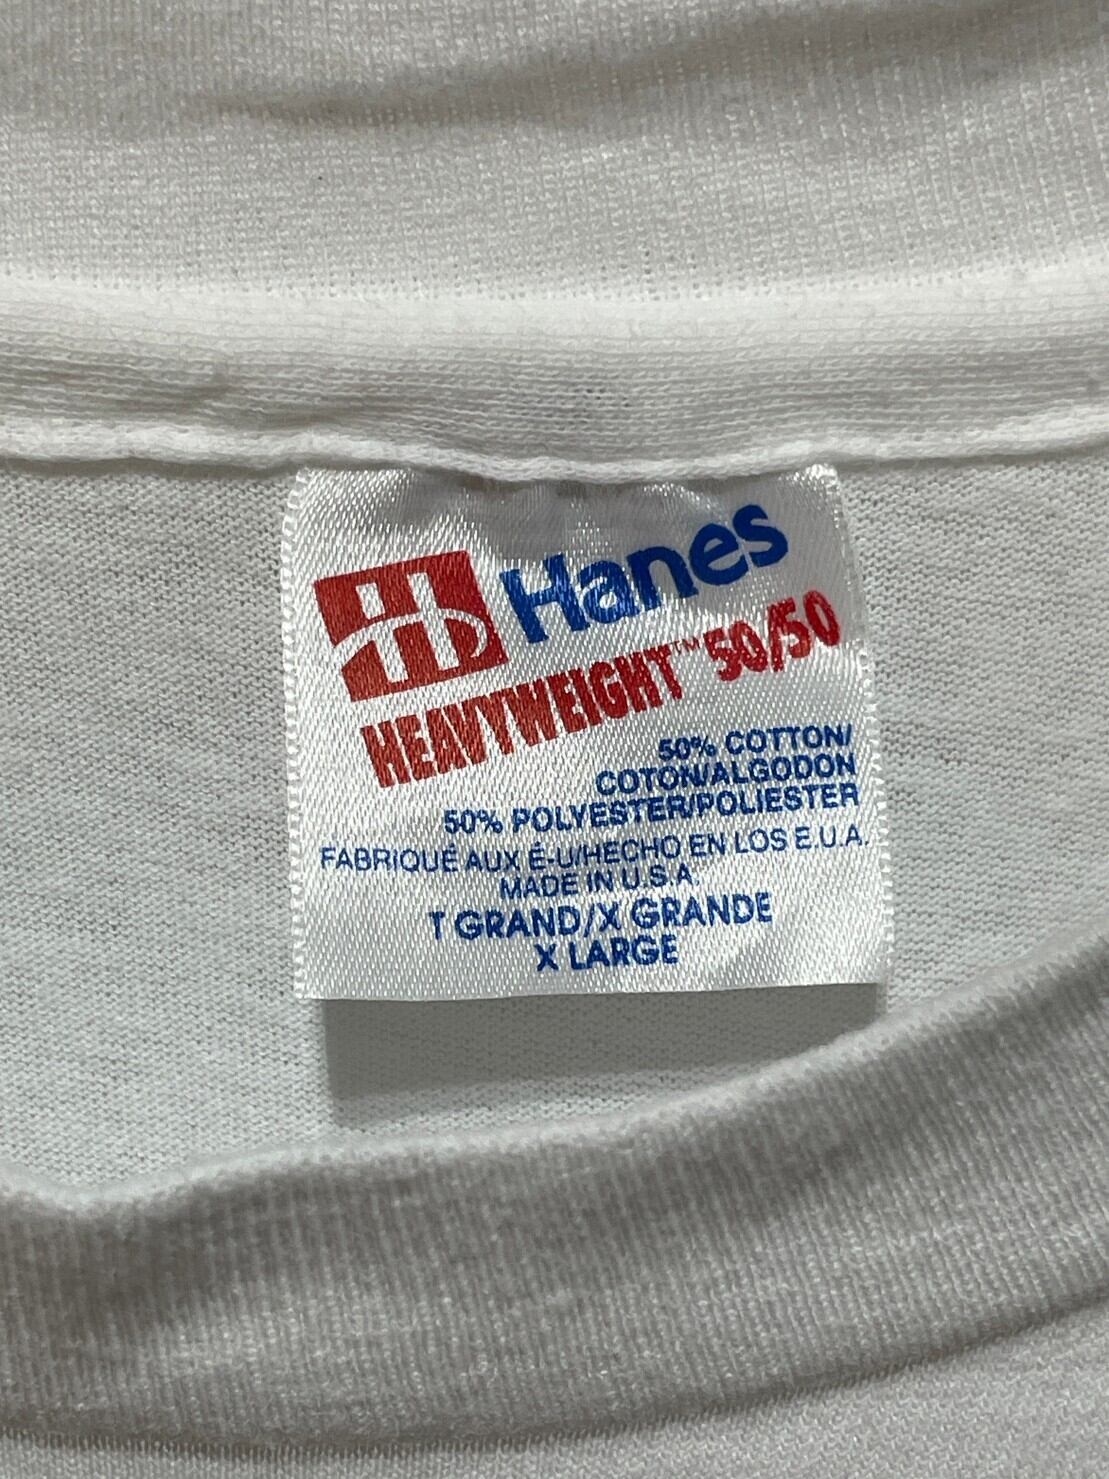 Hanes
HEAVYWEIGHT™ 50/50
50% COTTON/
COTON/ALGODON
50% POLYESTER/POLIESTER
FABRIQUÉ AUX É-U/HECHO EN LOS E.U.A.
MADE IN U.S.A.
T GRAND/X GRANDE
X LARGE